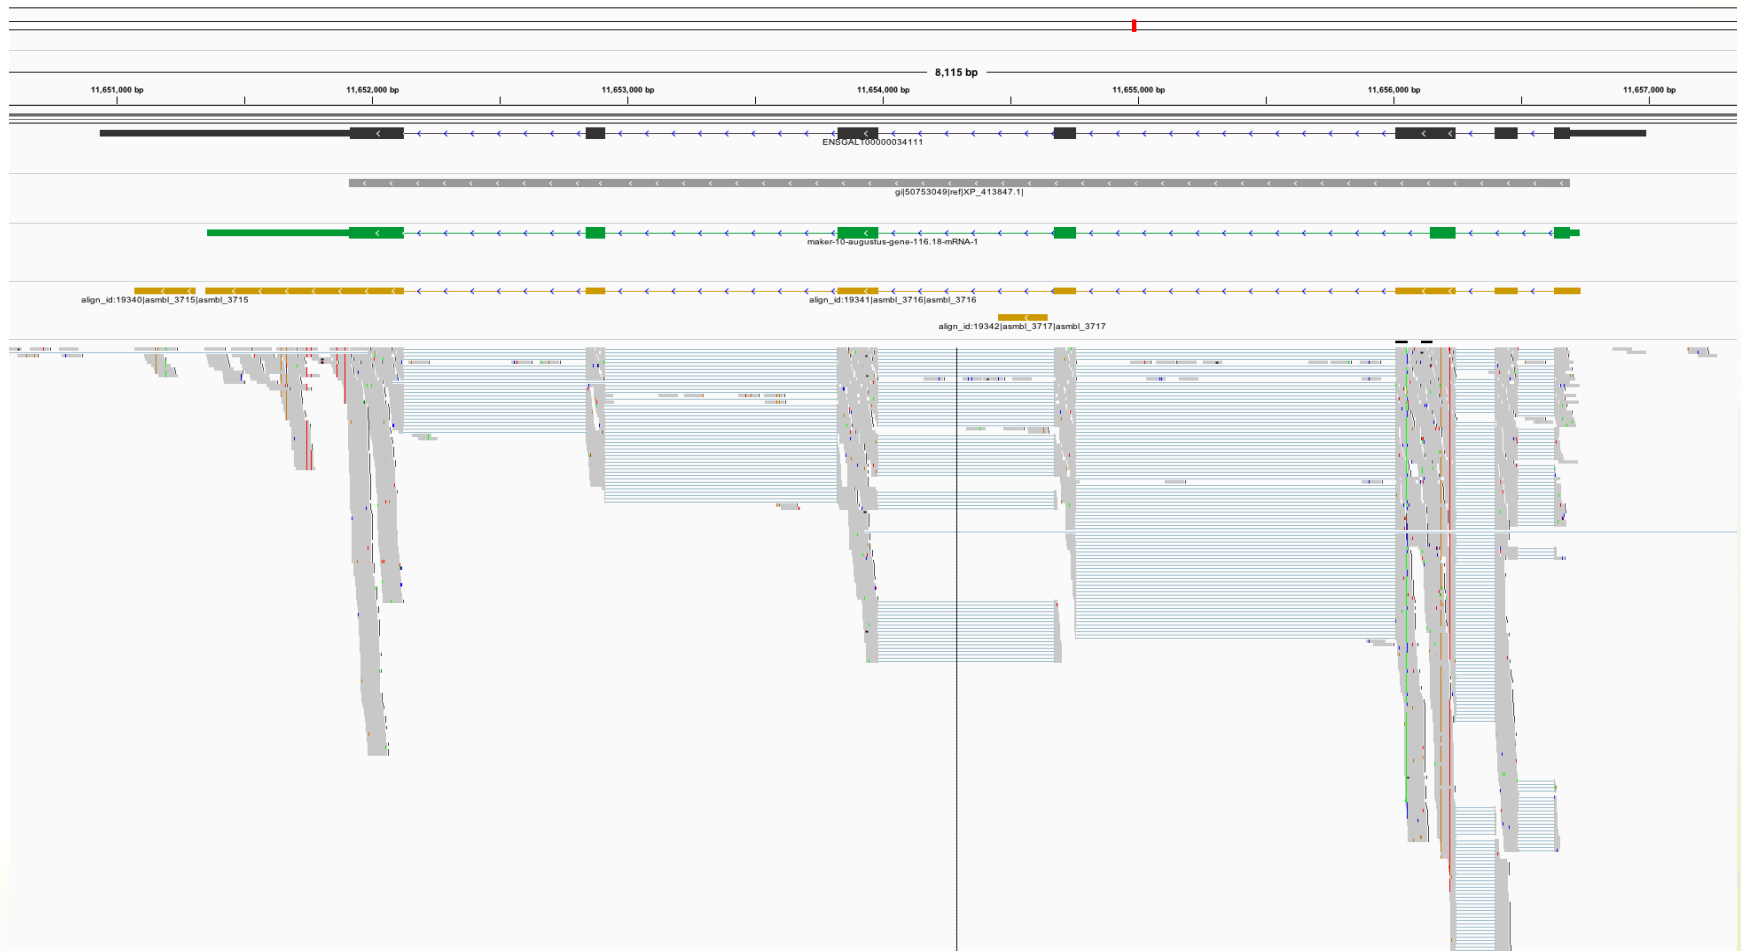 8,115 bp
11,651,000 bp 11,652,000 bp 11,653,000 bp 11,654,000 bp 11,655,000 bp 11,656,000 bp 11,657,000 bp
ENSGALT00000034111
gi|50753049|ref|XP_413847.1|
maker-10-augustus-gene-116.18-mRNA-1
align_id:19340|asmbl_3715|asmbl_3715 align_id:19341|asmbl_3716|asmbl_3716
align_id:19342|asmbl_3717|asmbl_3717